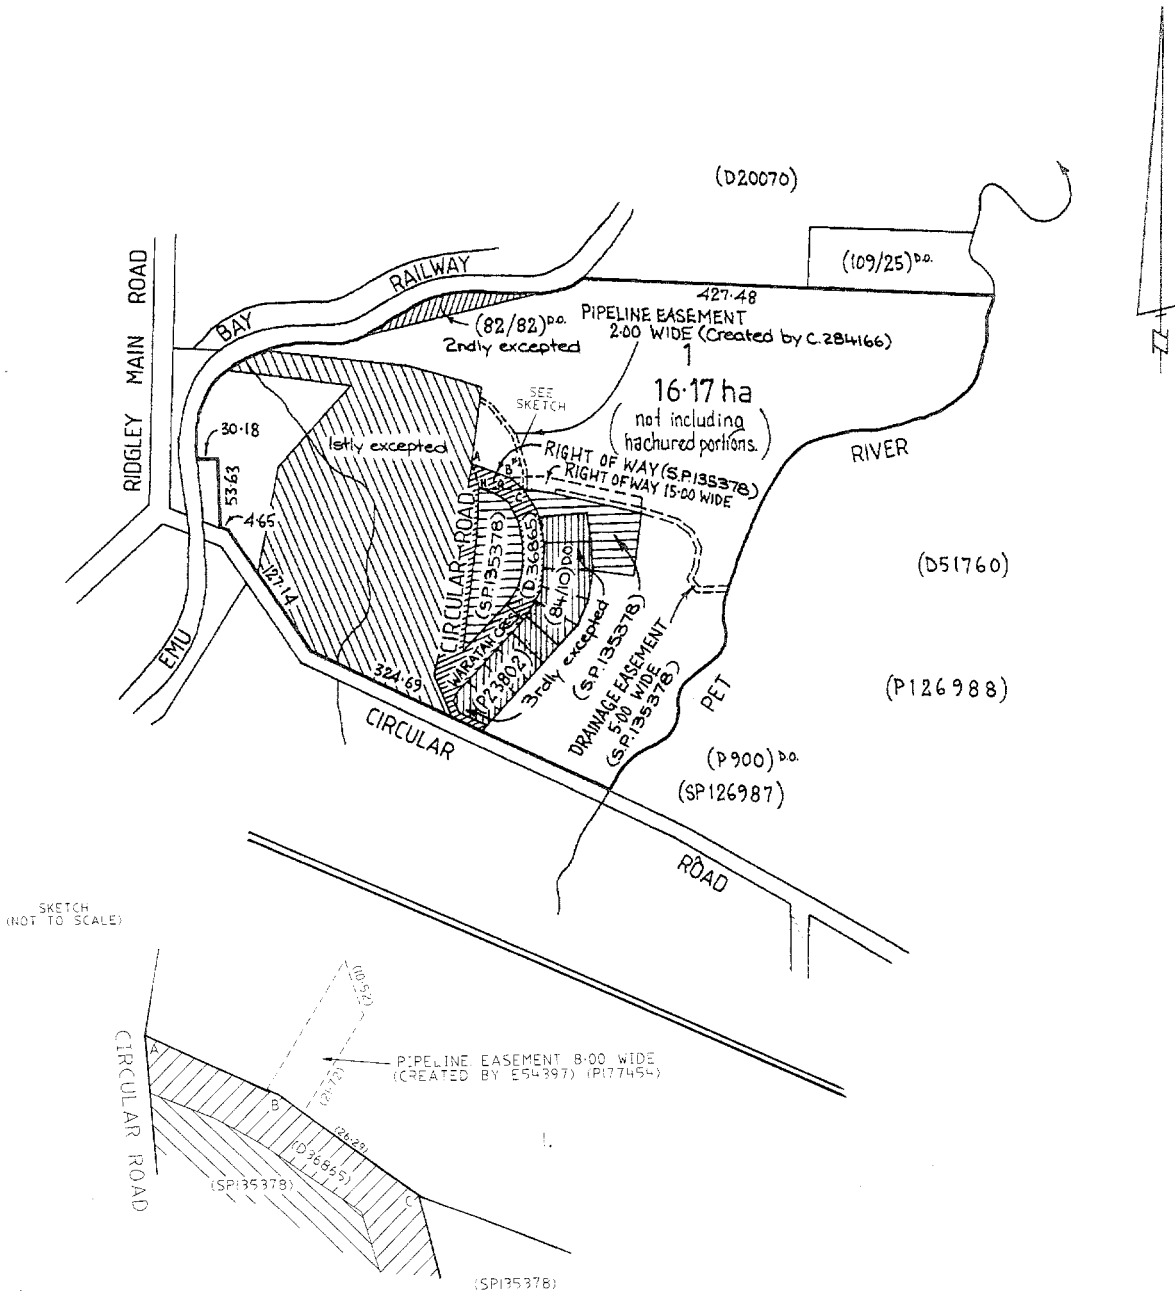 (D20070)
(109/25) D.O.
RIDGLEY MAIN ROAD
BAY
RAILWAY
427·48
(82/82) D.O.
2ndly excepted
PIPELINE EASEMENT
2·00 WIDE (Created by C.284166)
1
16·17 ha
(not including
hachured portions.)
SEE
SKETCH
30·18
53·63
4·65
1stly excepted
A
B
C
RIGHT OF WAY (S.P.135378)
RIGHT OF WAY 15·00 WIDE
RIVER
CIRCULAR ROAD
(S.P.135378)
(D.36865)
(84/10) D.O.
127·14
WARATAH CRES
(P23802)
3rdly excepted
(S.P.135378)
DRAINAGE EASEMENT
5·00 WIDE
(S.P.135378)
(D51760)
EMU
324·69
CIRCULAR
PET
(P126988)
(P900) D.O.
(SP126987)
ROAD
SKETCH
(NOT TO SCALE)
(10·52)
CIRCULAR ROAD
A
PIPELINE EASEMENT 8·00 WIDE
(CREATED BY E54397) (P177454)
(21·72)
B
(26·29)
(D36865)
1.
(SP135378)
C
(SP135378)